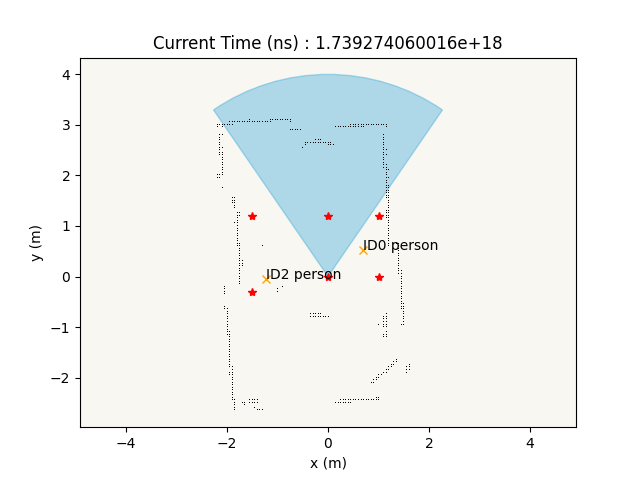 Current Time (ns) : 1.739274060016e+18
4
3
2
1
0
−1
−2
y (m)
ID0 person
ID2 person
−4
−2
0
2
4
x (m)